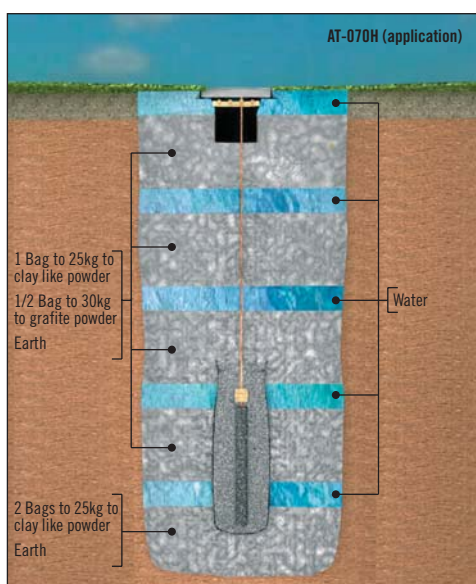 AT-070H (application)
1 Bag to 25kg to
clay like powder
1/2 Bag to 30kg
to grafite powder
Earth
Water
2 Bags to 25kg to
clay like powder
Earth